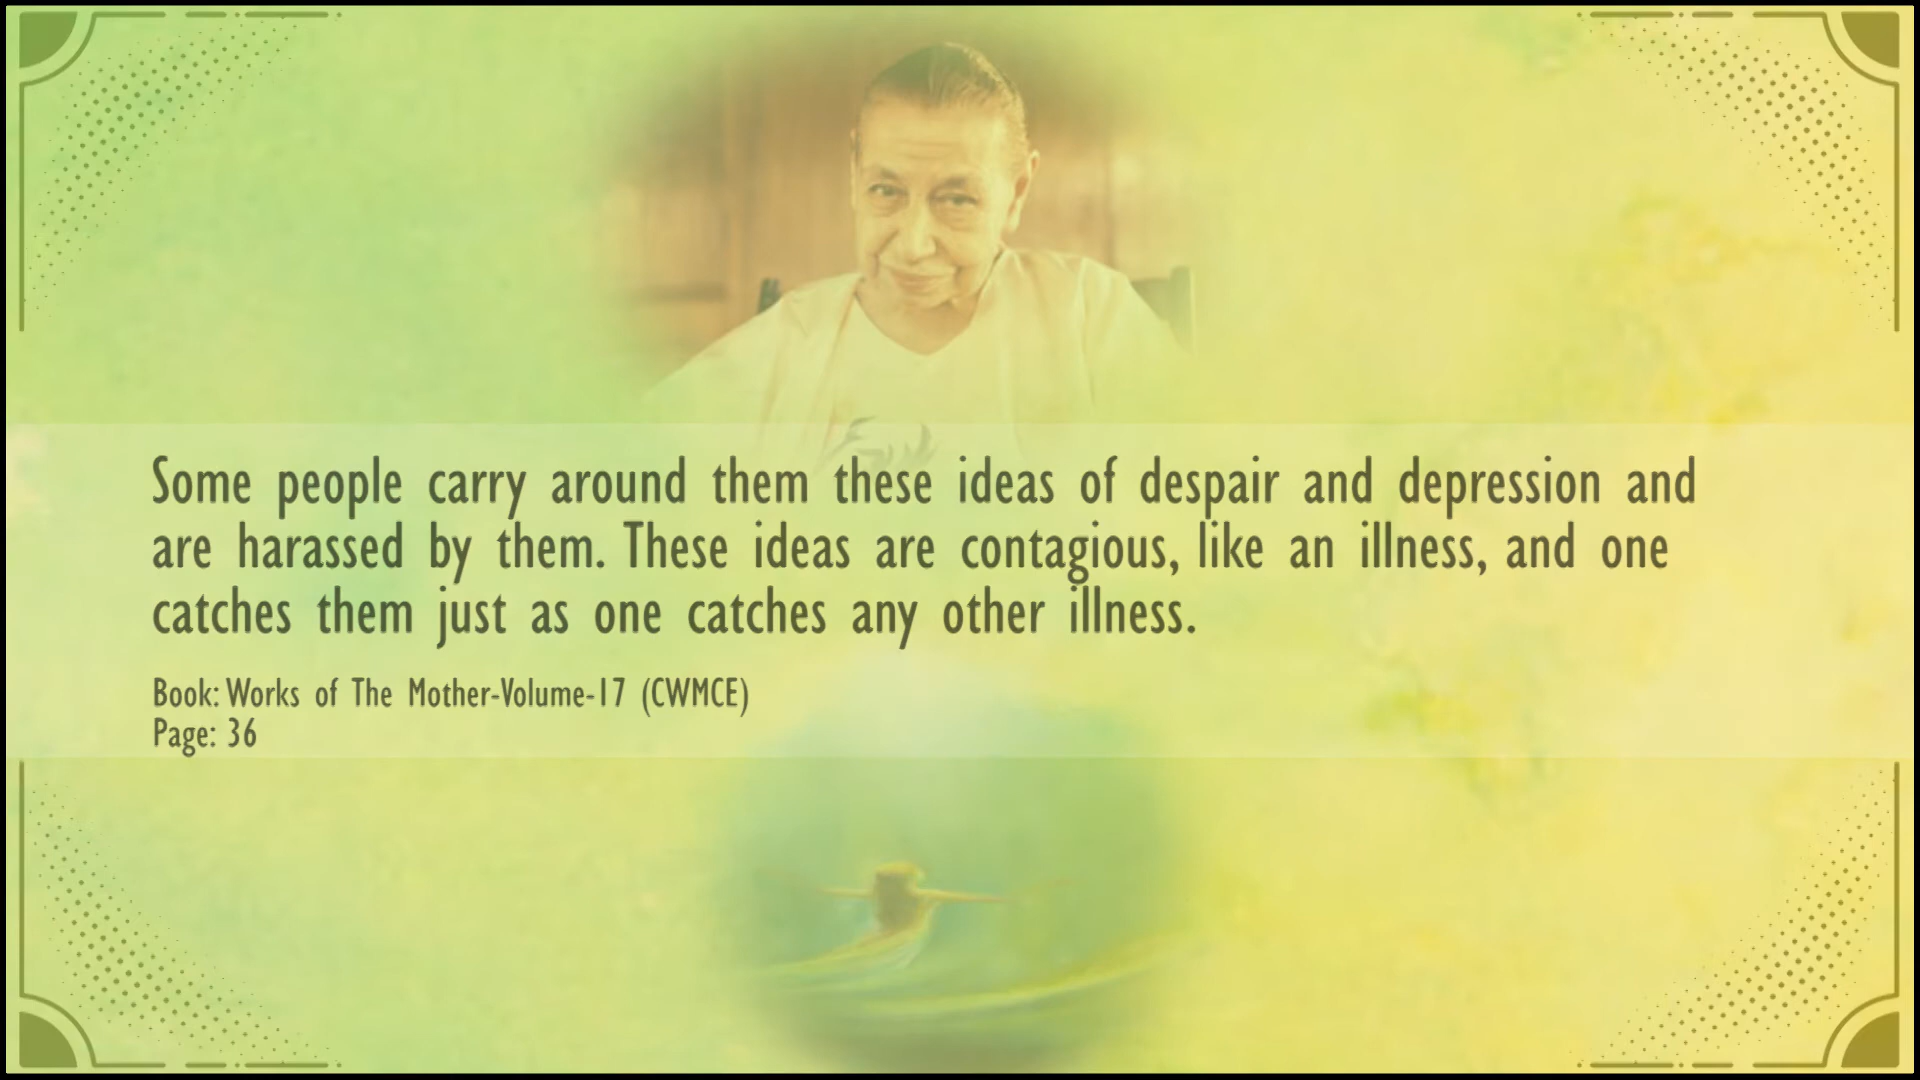 Some people carry around them these ideas of despair and depression and
are harassed by them. These ideas are contagious, like an illness, and one
catches them just as one catches any other illness.
Book: Works of The Mother-Volume-17 (CWMCE)
Page: 36